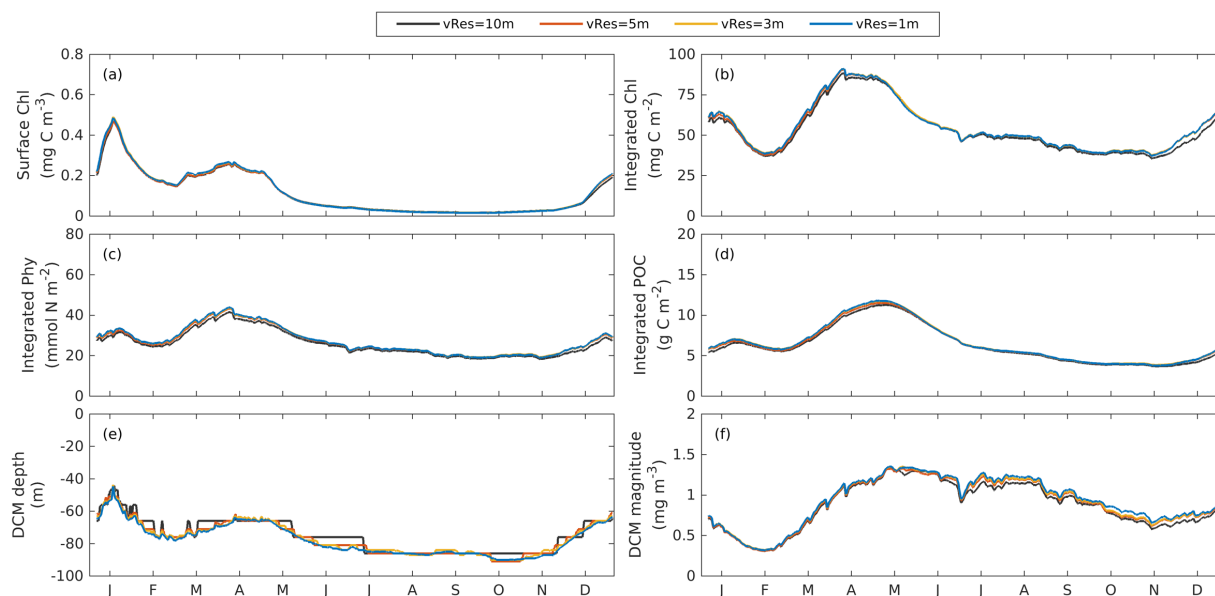 vRes=10m vRes=5m vRes=3m vRes=1m
(a)
Surface Chl
(mg C m-3)
0.8
0.6
0.4
0.2
0
(b)
Integrated Chl
(mg C m-2)
100
75
50
25
0
(c)
Integrated Phy
(mmol N m-2)
80
60
40
20
0
(d)
Integrated POC
(g C m-2)
20
15
10
5
0
(e)
DCM depth
(m)
0
-20
-40
-60
-80
-100
J F M A M J J A S O N D
(f)
DCM magnitude
(mg m-3)
2
1.5
1
0.5
0
J F M A M J J A S O N D